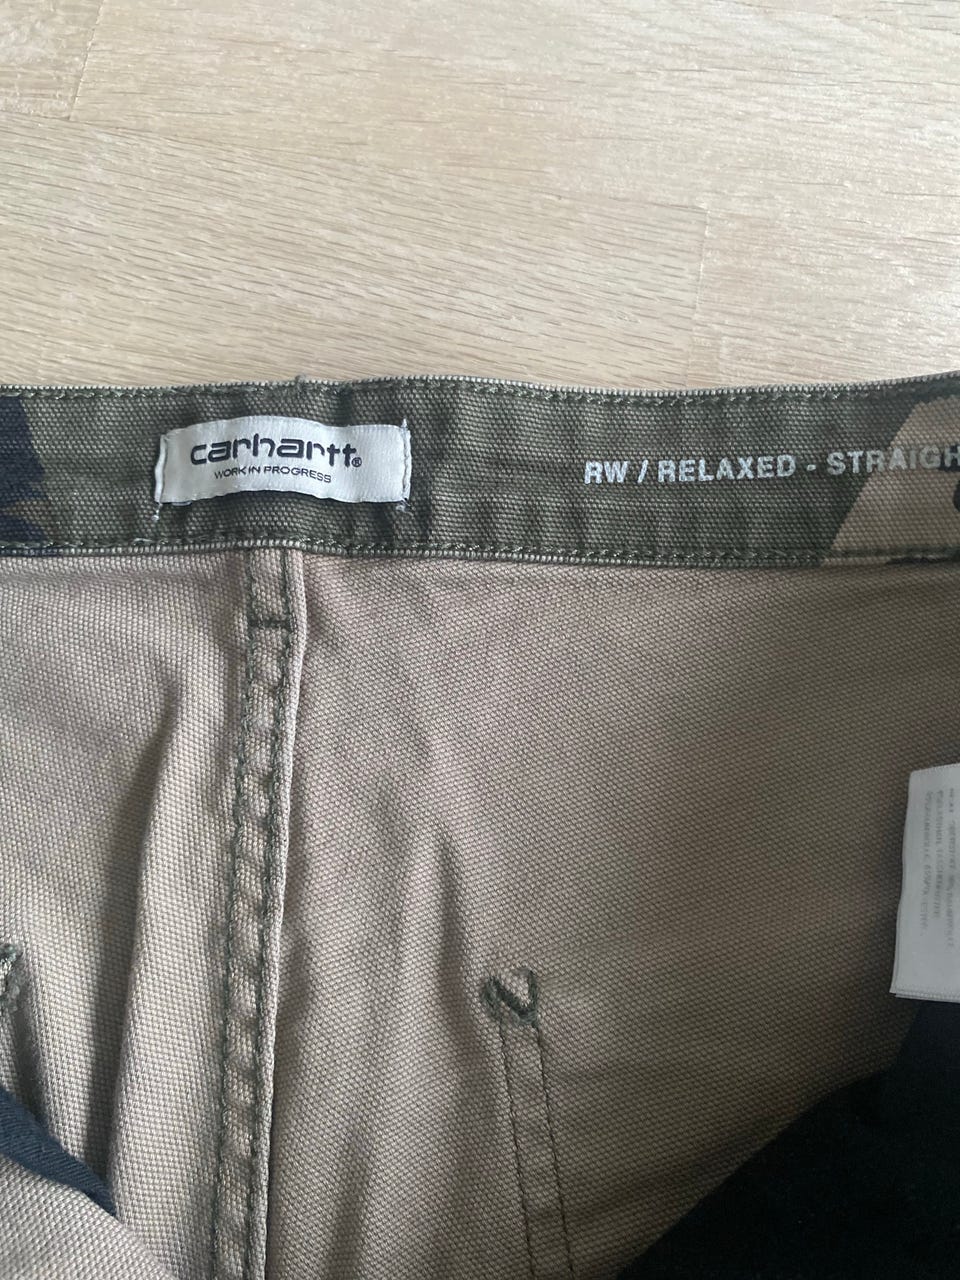 carhartt®
WORK IN PROGRESS
RW / RELAXED - STRAIGH